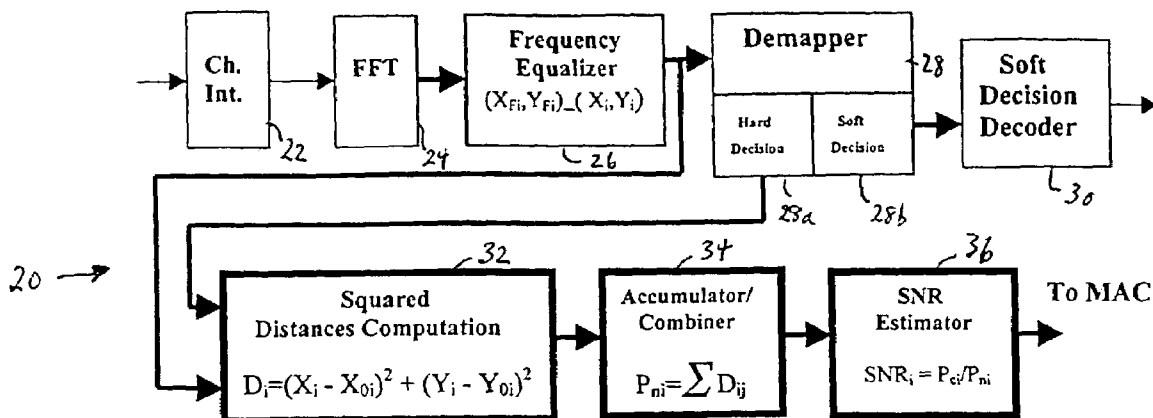 Ch.
Int.
22
FFT
24
Frequency
Equalizer
(X_Fi,Y_Fi)_( X_i,Y_i)
26
Demapper
28
Hard
Decision
28a
Soft
Decision
28b
Soft
Decision
Decoder
30
20
32
Squared
Distances Computation
D_i=(X_i - X_0i)² + (Y_i - Y_0i)²
34
Accumulator/
Combiner
P_ni=∑ D_ij
36
SNR
Estimator
SNR_i = P_ci/P_ni
To MAC